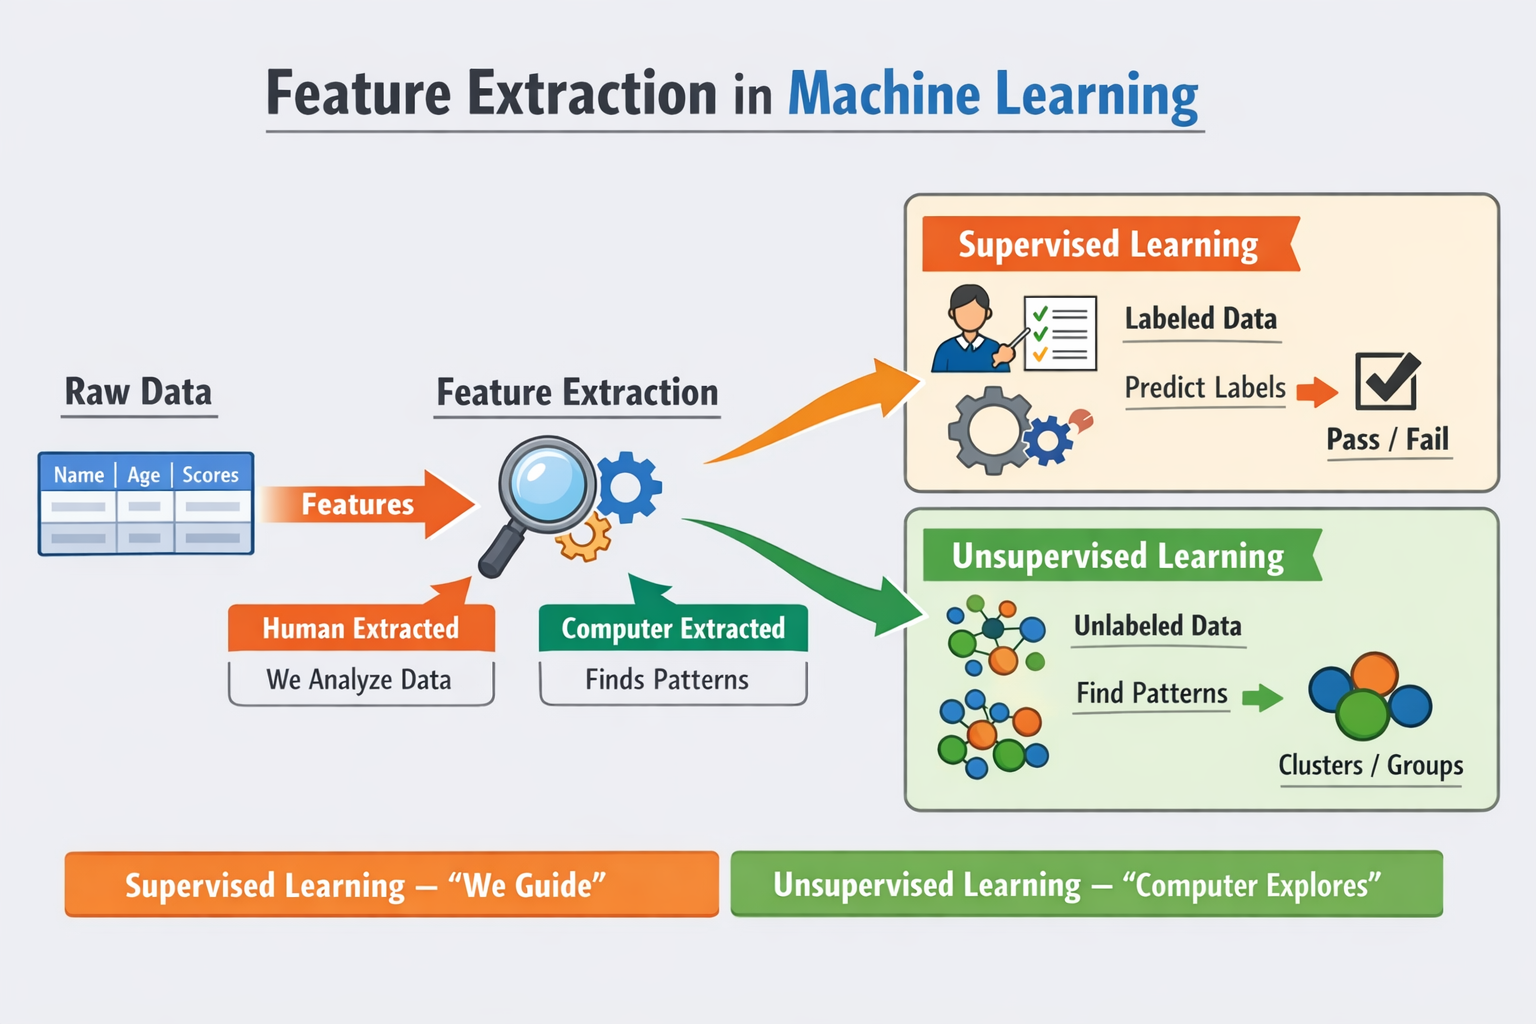 Feature Extraction in Machine Learning
Raw Data
Name | Age | Scores
Features
Feature Extraction
Human Extracted
We Analyze Data
Computer Extracted
Finds Patterns
Supervised Learning
Labeled Data
Predict Labels
Pass / Fail
Unsupervised Learning
Unlabeled Data
Find Patterns
Clusters / Groups
Supervised Learning – “We Guide”
Unsupervised Learning – “Computer Explores”